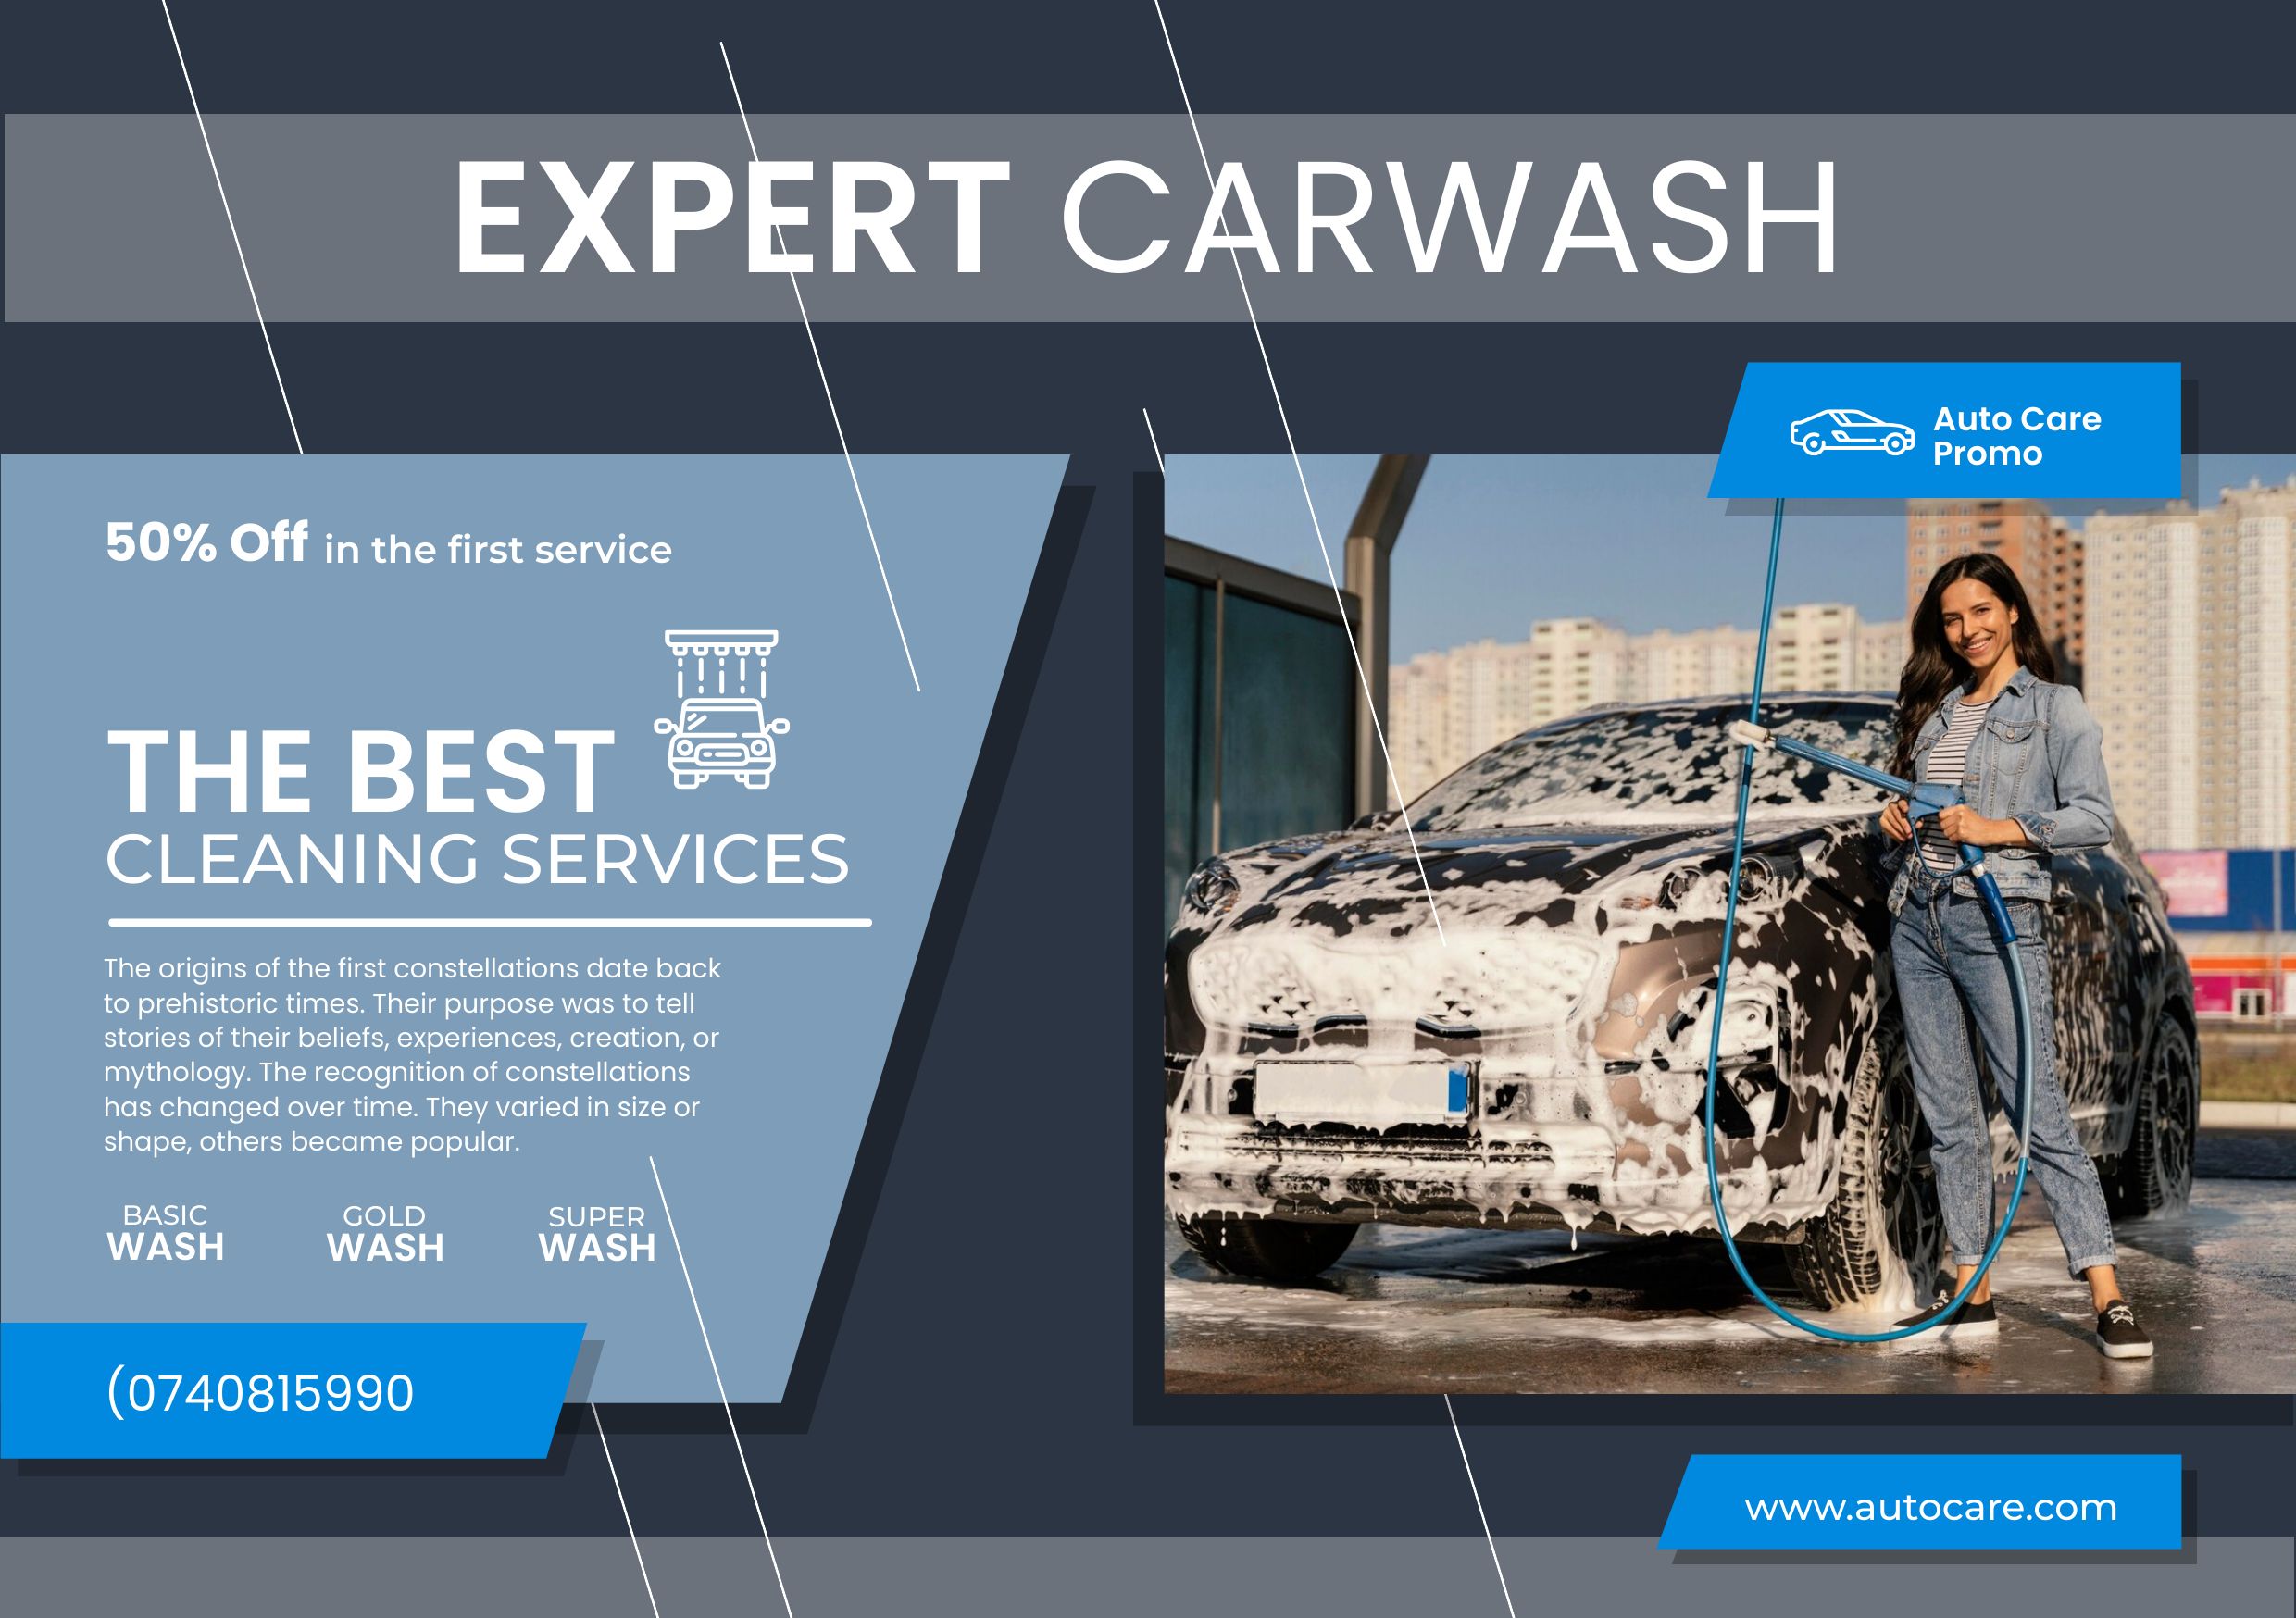 EXPERT CARWASH
Auto Care
Promo
50% Off in the first service
THE BEST
CLEANING SERVICES
The origins of the first constellations date back
to prehistoric times. Their purpose was to tell
stories of their beliefs, experiences, creation, or
mythology. The recognition of constellations
has changed over time. They varied in size or
shape, others became popular.
BASIC
WASH
GOLD
WASH
SUPER
WASH
(0740815990
www.autocare.com